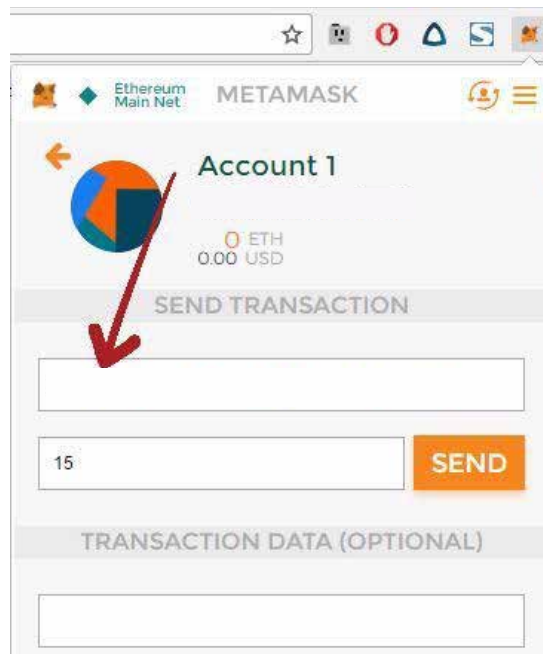 Ethereum
Main Net
METAMASK
Account 1
0 ETH
0.00 USD
SEND TRANSACTION
15
SEND
TRANSACTION DATA (OPTIONAL)